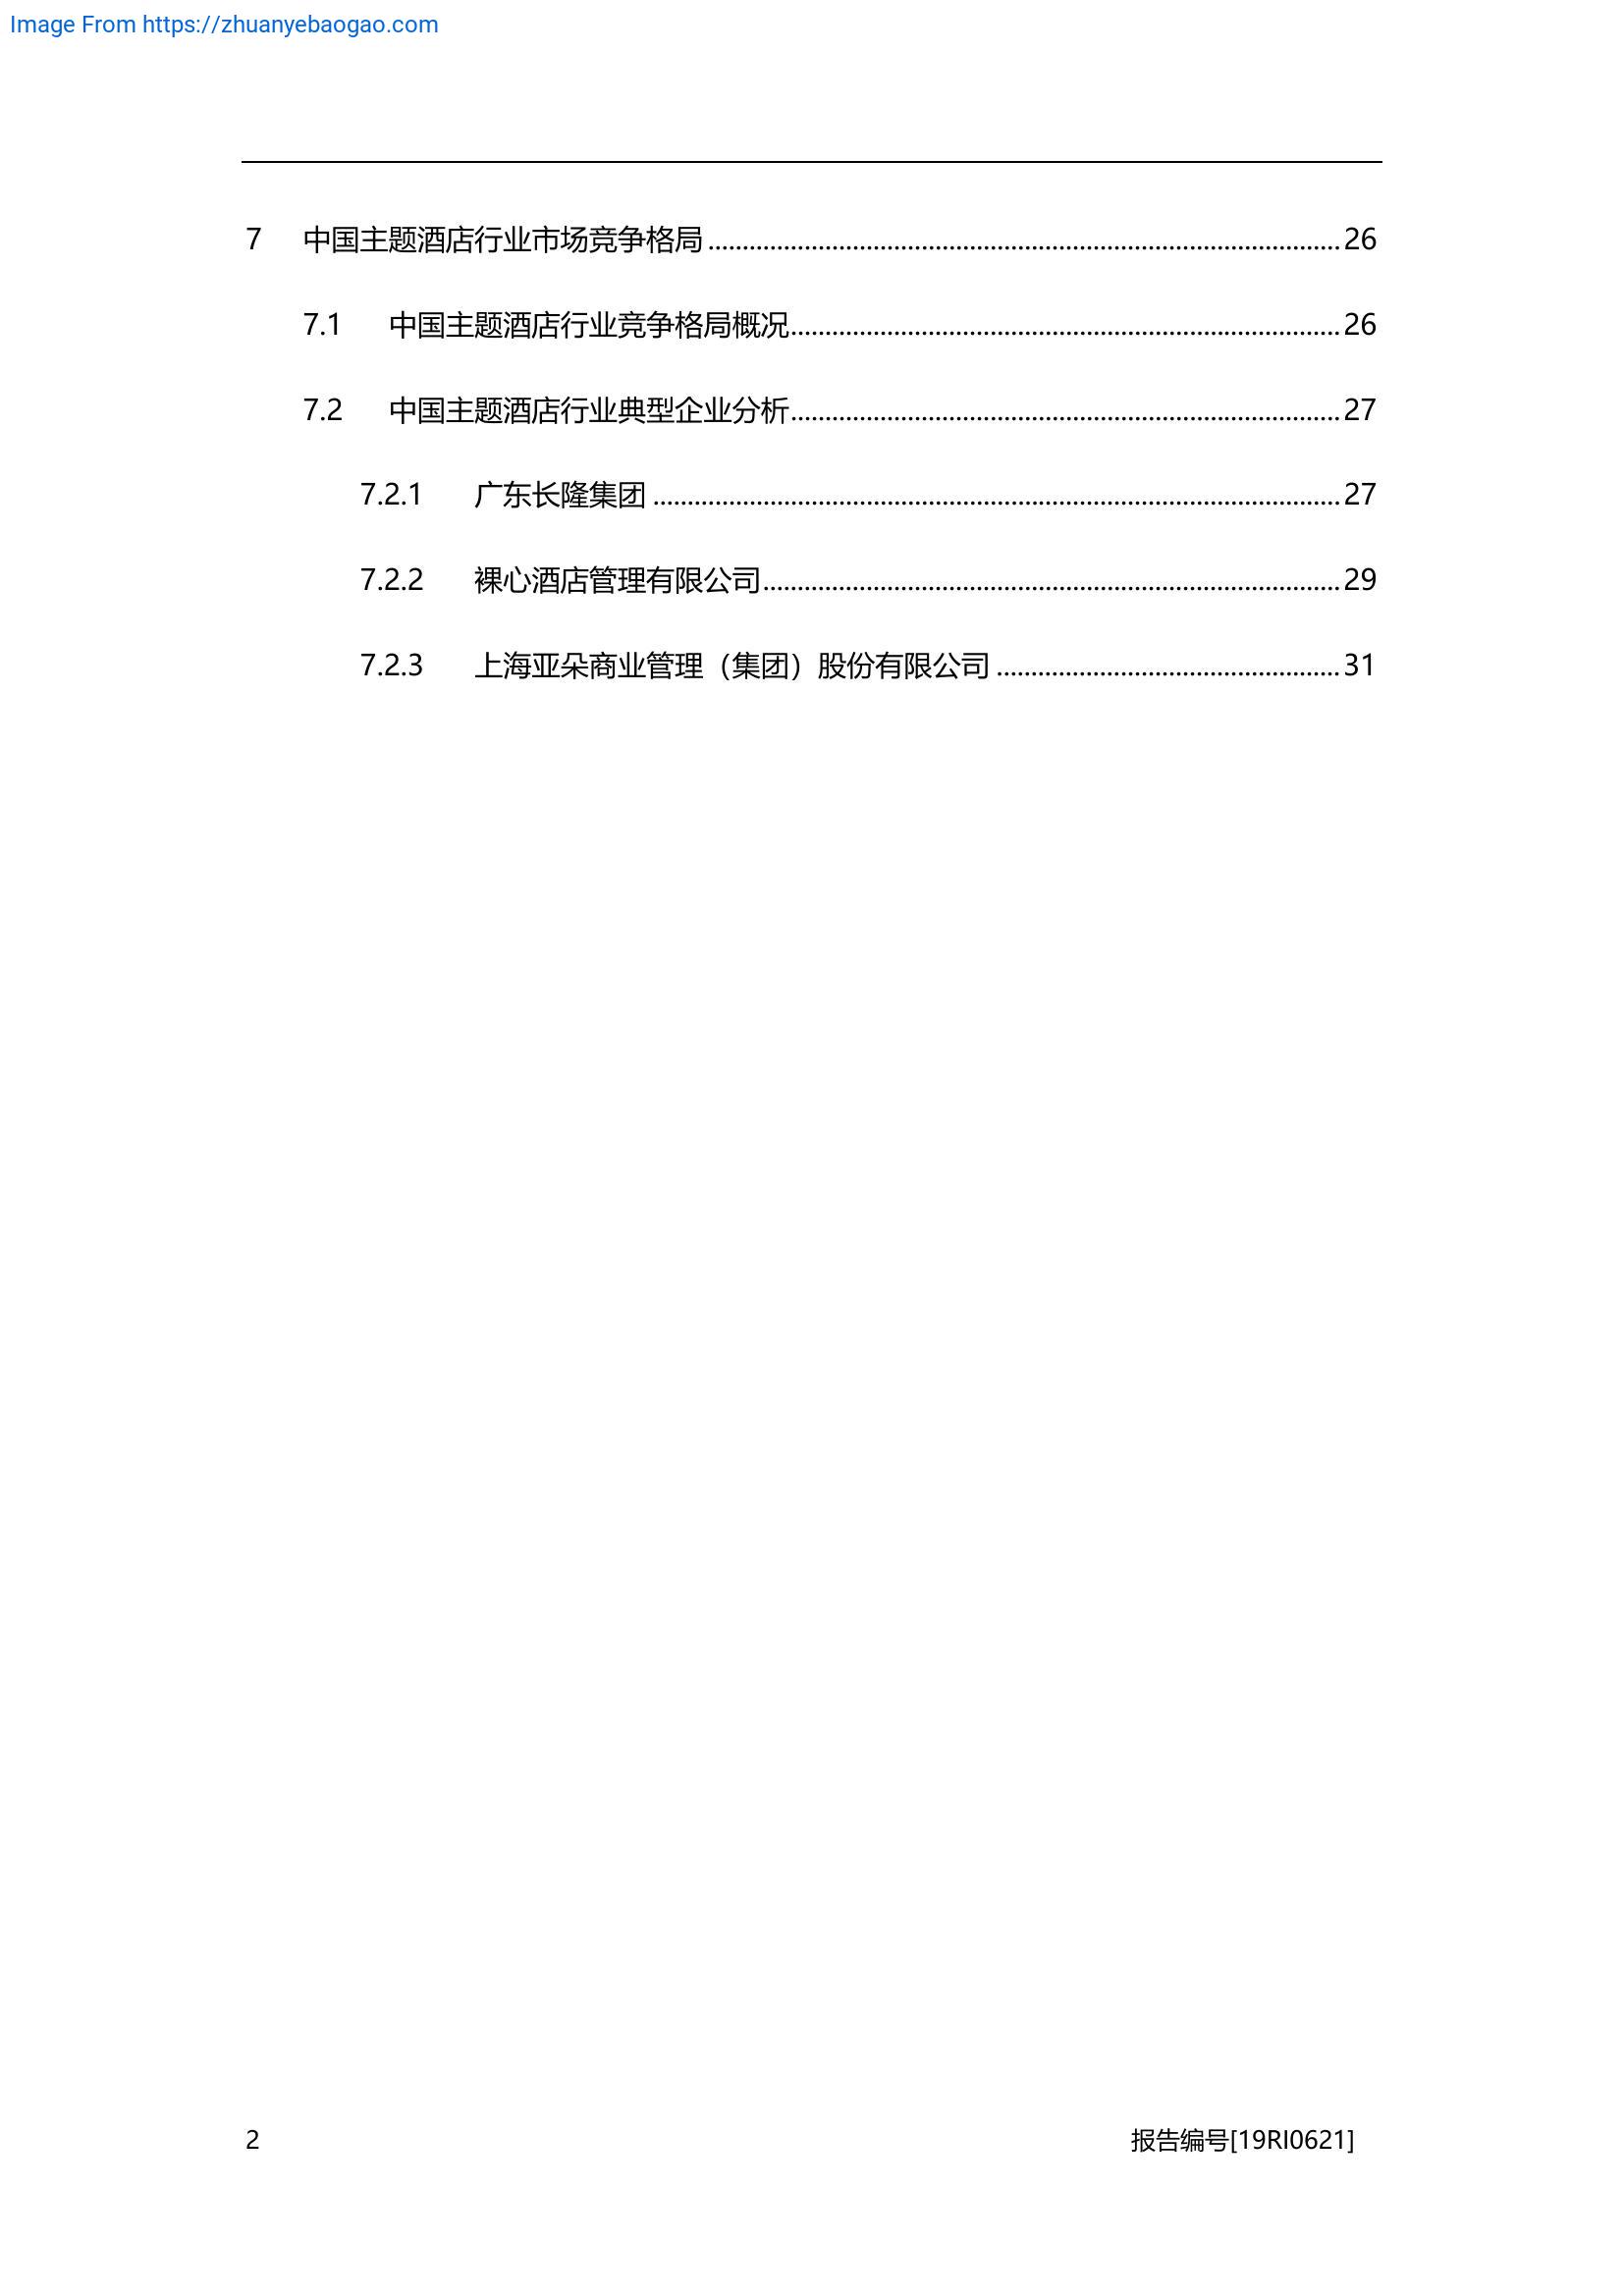 Image From https://zhuanyebaogao.com
7 中国主题酒店行业市场竞争格局 26
7.1 中国主题酒店行业竞争格局概况 26
7.2 中国主题酒店行业典型企业分析 27
7.2.1 广东长隆集团 27
7.2.2 裸心酒店管理有限公司 29
7.2.3 上海亚朵商业管理（集团）股份有限公司 31
2 报告编号[19RI0621]